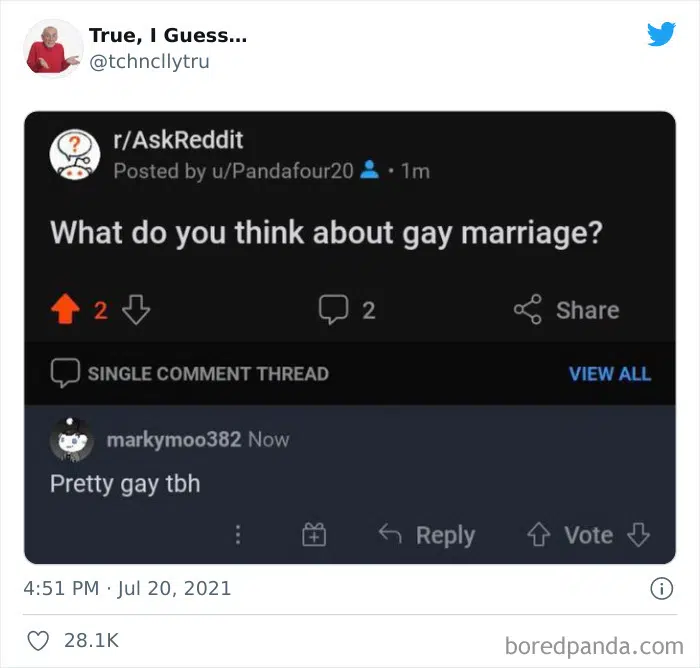 True, I Guess...
@tchncllytru
r/AskReddit
Posted by u/Pandafour20 • 1m
What do you think about gay marriage?
2
2
Share
SINGLE COMMENT THREAD
VIEW ALL
markymoo382 Now
Pretty gay tbh
Reply
Vote
4:51 PM · Jul 20, 2021
28.1K
boredpanda.com